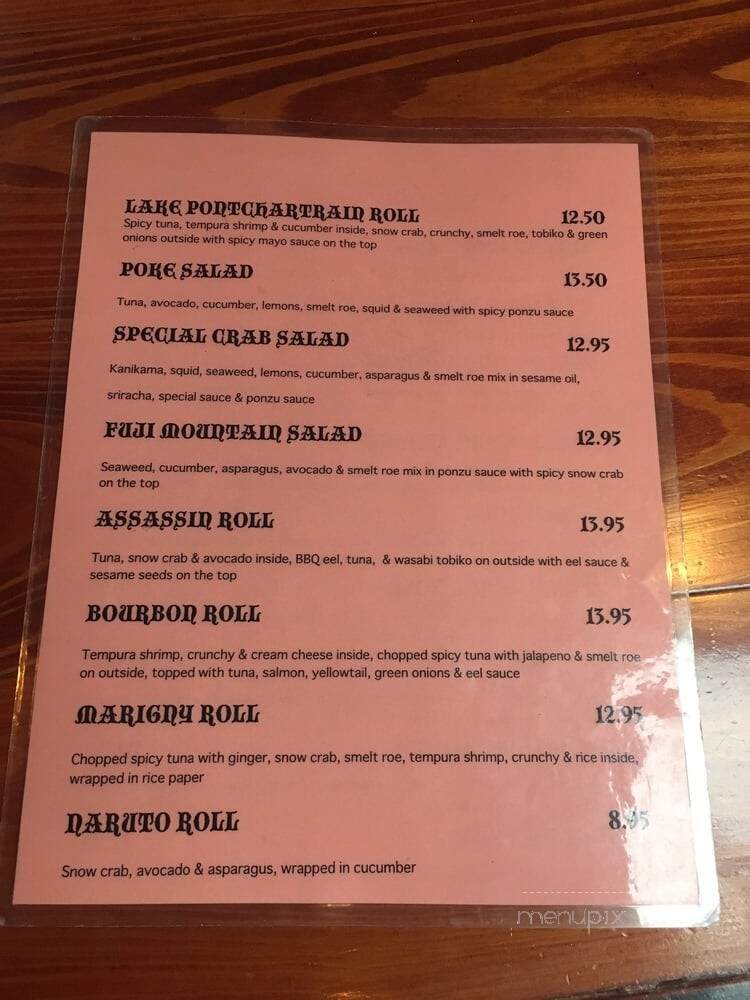 LAKE PONTCHARTRAIN ROLL 12.50
Spicy tuna, tempura shrimp & cucumber inside, snow crab, crunchy, smelt roe, tobiko & green
onions outside with spicy mayo sauce on the top
POKE SALAD 13.50
Tuna, avocado, cucumber, lemons, smelt roe, squid & seaweed with spicy ponzu sauce
SPECIAL CRAB SALAD 12.95
Kanikama, squid, seaweed, lemons, cucumber, asparagus & smelt roe mix in sesame oil,
sriracha, special sauce & ponzu sauce
FUJI MOUNTAIN SALAD 12.95
Seaweed, cucumber, asparagus, avocado & smelt roe mix in ponzu sauce with spicy snow crab
on the top
ASSASSIN ROLL 13.95
Tuna, snow crab & avocado inside, BBQ eel, tuna, & wasabi tobiko on outside with eel sauce &
sesame seeds on the top
BOURBON ROLL 13.95
Tempura shrimp, crunchy & cream cheese inside, chopped spicy tuna with jalapeno & smelt roe
on outside, topped with tuna, salmon, yellowtail, green onions & eel sauce
MARIGNY ROLL 12.95
Chopped spicy tuna with ginger, snow crab, smelt roe, tempura shrimp, crunchy & rice inside,
wrapped in rice paper
NARUTO ROLL 8.95
Snow crab, avocado & asparagus, wrapped in cucumber
menupix